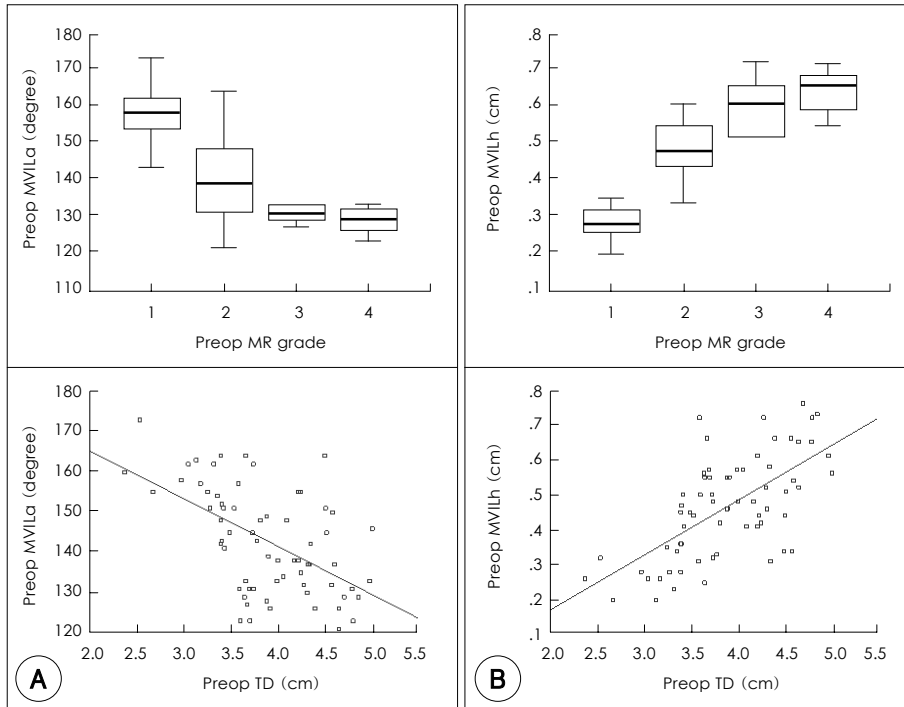 Preop MVILa (degree)
180
170
160
150
140
130
120
110
1 2 3 4
Preop MR grade
Preop MVILh (cm)
.8
.7
.6
.5
.4
.3
.2
.1
1 2 3 4
Preop MR grade
Preop MVILa (degree)
180
170
160
150
140
130
120
2.0 2.5 3.0 3.5 4.0 4.5 5.0 5.5
Preop TD (cm)
A
Preop MVILh (cm)
.8
.7
.6
.5
.4
.3
.2
.1
2.0 2.5 3.0 3.5 4.0 4.5 5.0 5.5
Preop TD (cm)
B